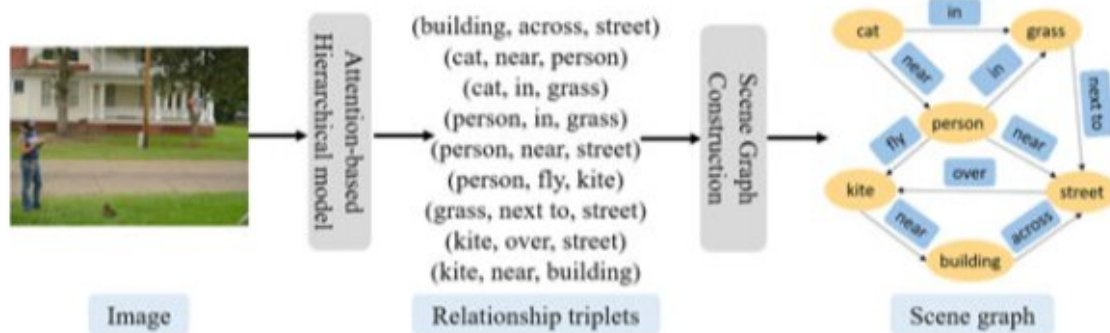 Attention-based
Hierarchical model
(building, across, street)
(cat, near, person)
(cat, in, grass)
(person, in, grass)
(person, near, street)
(person, fly, kite)
(grass, next to, street)
(kite, over, street)
(kite, near, building)
Scene Graph
Construction
in
cat
grass
near
in
next to
person
fly
near
over
kite
street
near
across
building
Image
Relationship triplets
Scene graph